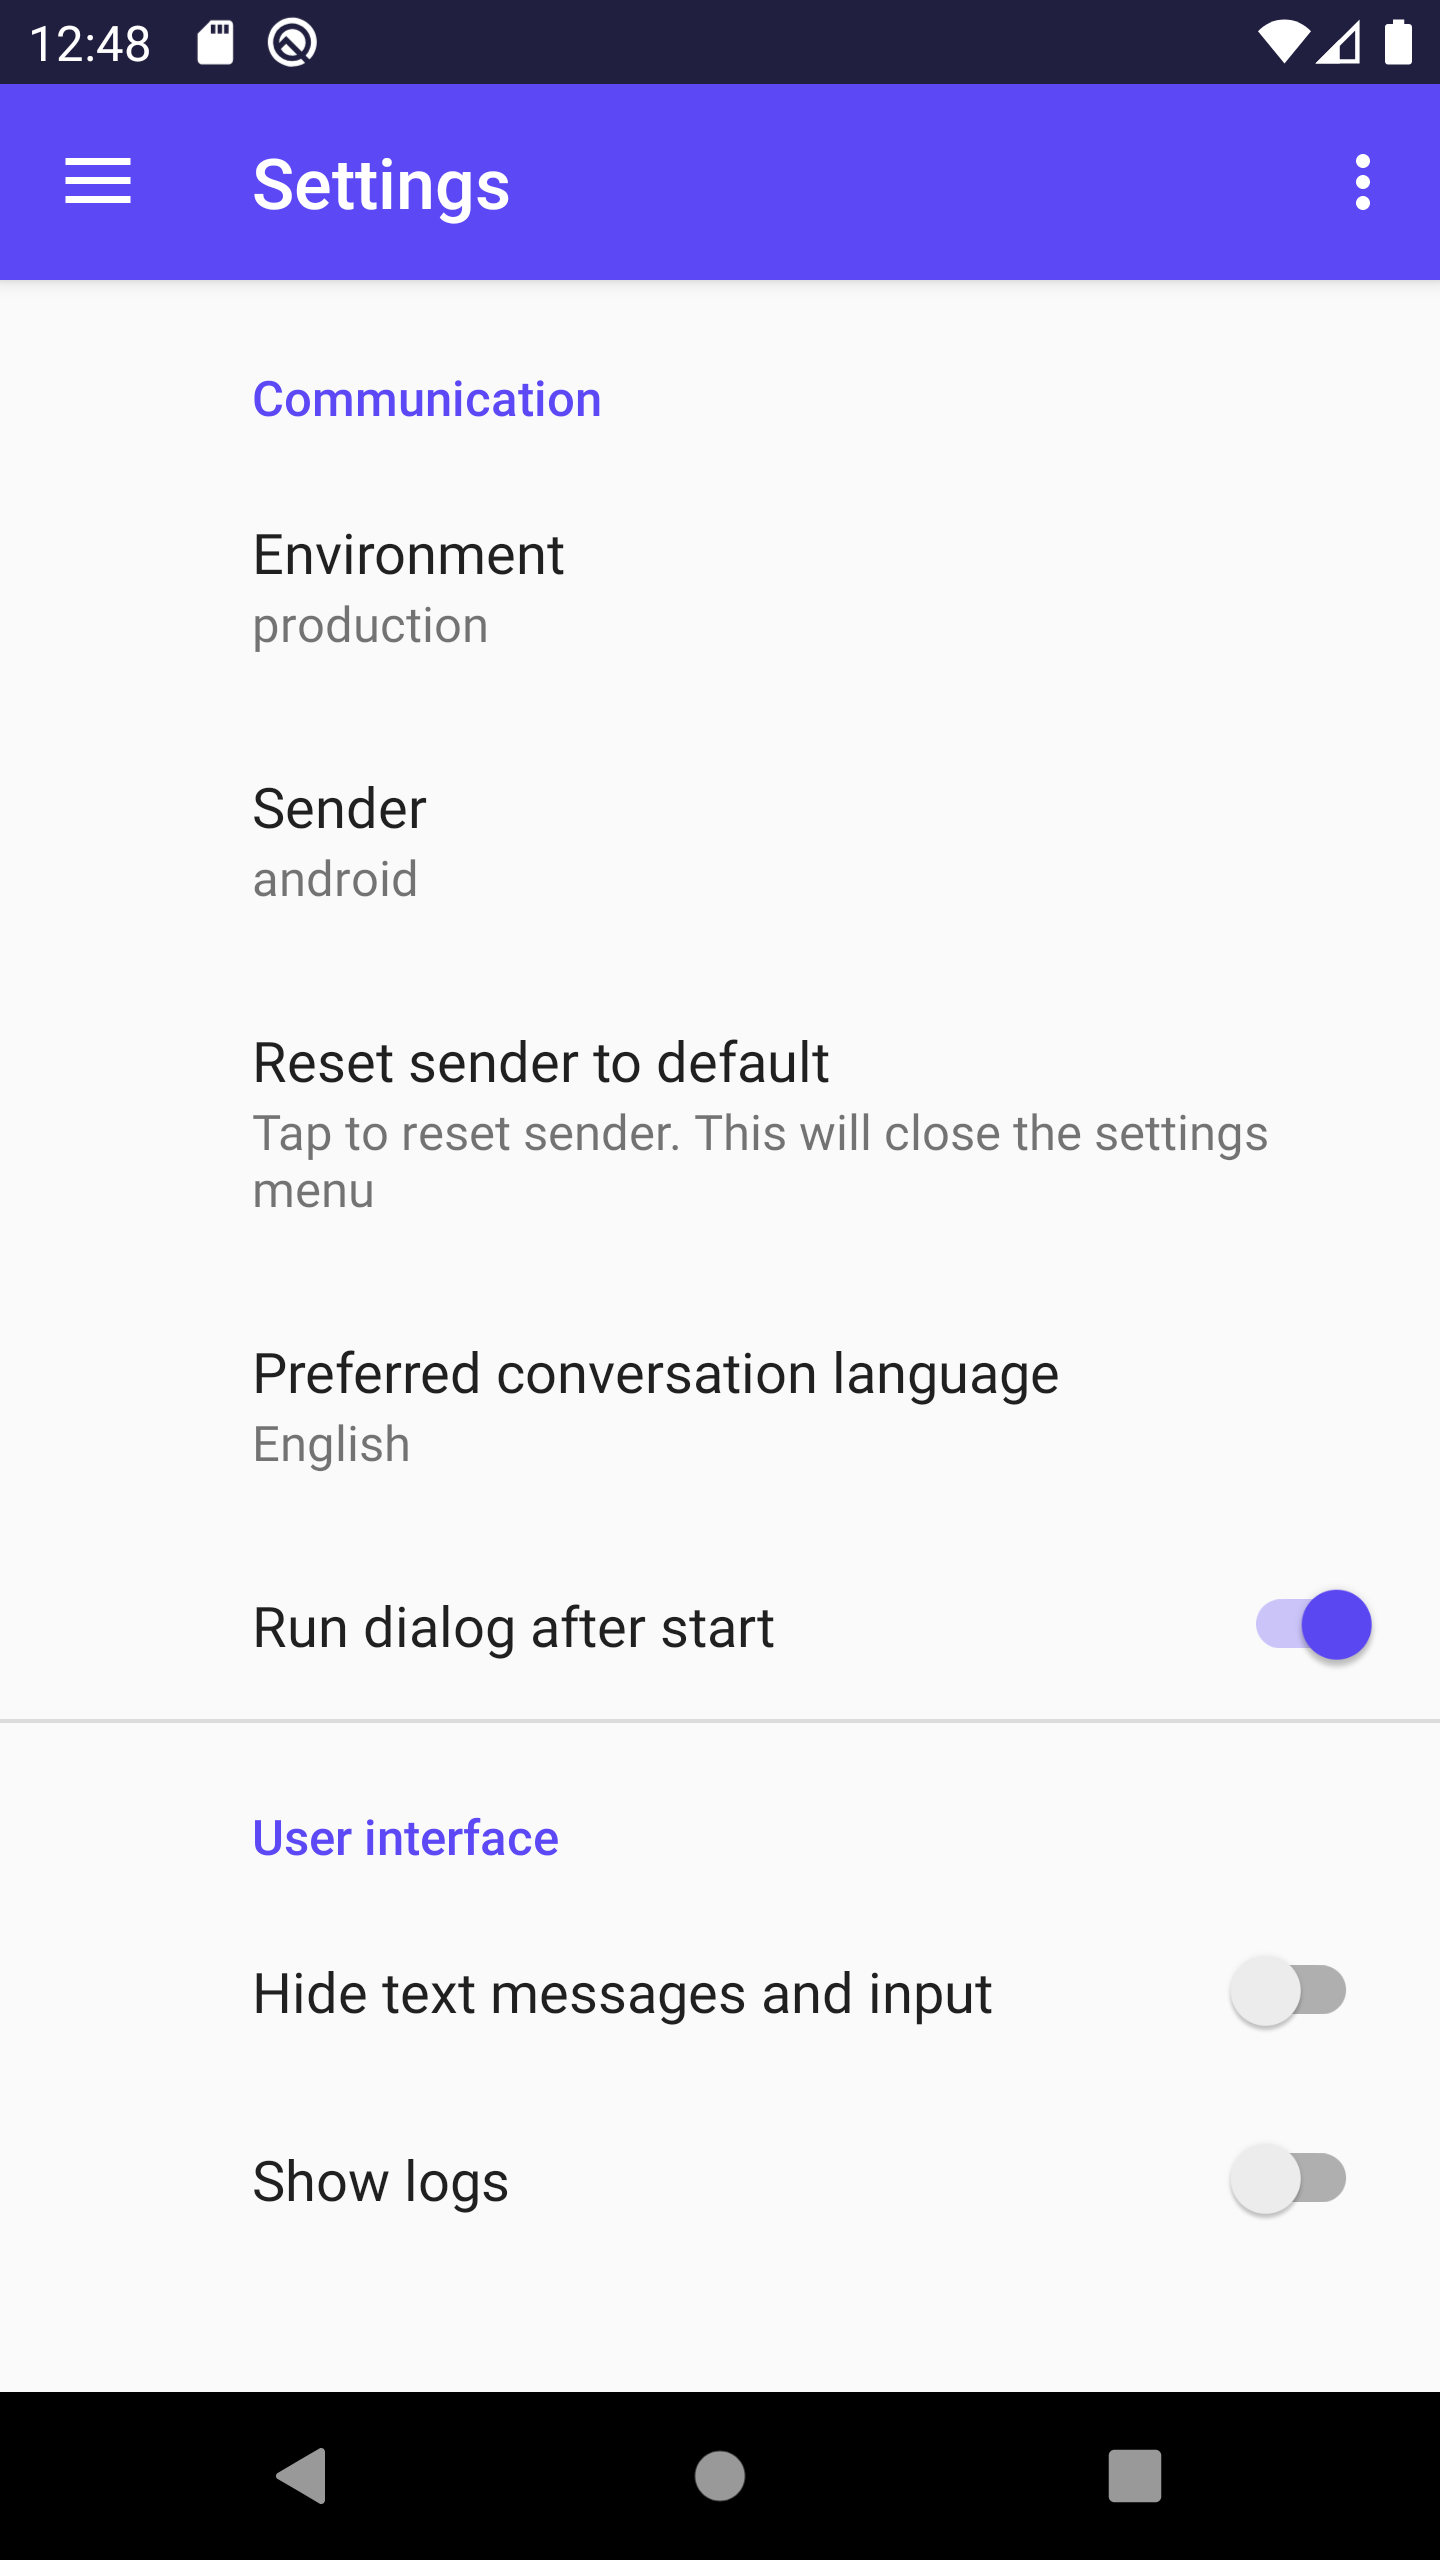 12:48
Settings
Communication
Environment
production
Sender
android
Reset sender to default
Tap to reset sender. This will close the settings
menu
Preferred conversation language
English
Run dialog after start
User interface
Hide text messages and input
Show logs